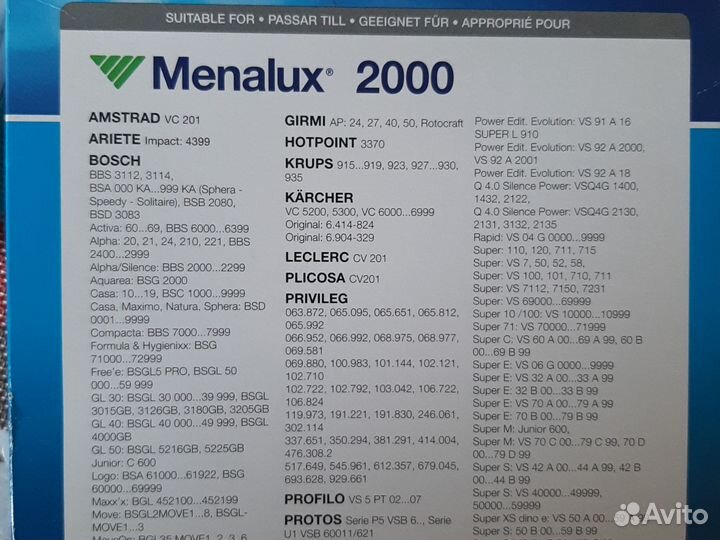 SUITABLE FOR • PASSAR TILL • GEEIGNET FÜR • APPROPRIÉ POUR
Menalux® 2000
AMSTRAD VC 201
ARIETE Impact: 4399
BOSCH
BBS 3112, 3114,
BSA 000 KA...999 KA (Sphera -
Speedy - Solitaire), BSB 2080,
BSD 3083
Activa: 60...69, BBS 6000...6399
Alpha: 20, 21, 24, 210, 221, BBS
2400...2999
Alpha/Silence: BBS 2000...2299
Aquarea: BSG 2000
Casa: 10...19, BSC 1000...9999
Casa, Maximo, Natura, Sphera: BSD
0001...9999
Compacta: BBS 7000...7999
Formula & Hygienixx: BSG
71000...72999
Free'e: BSGL5 PRO, BSGL 50
000...59 999
GL 30: BSGL 30 000...39 999, BSGL
3015GB, 3126GB, 3180GB, 3205GB
GL 40: BSGL 40 000...49 999, BSGL
4000GB
GL 50: BSGL 5216GB, 5225GB
Junior: C 600
Logo: BSA 61000...61922, BSG
60000...69999
Maxx'x: BGL 452100...452199
Move: BSGL2MOVE1...8, BSGL-
MOVE1...3
GIRMI AP: 24, 27, 40, 50, Rotocraft
HOTPOINT 3370
KRUPS 915...919, 923, 927...930,
935
KÄRCHER
VC 5200, 5300, VC 6000...6999
Original: 6.414-824
Original: 6.904-329
LECLERC CV 201
PLICOSA CV201
PRIVILEG
063.872, 065.095, 065.651, 065.812,
065.992
066.952, 066.992, 068.975, 068.977,
069.581
069.880, 100.983, 101.144, 102.121,
102.710
102.722, 102.792, 103.042, 106.722,
106.824
119.973, 191.221, 191.830, 246.061,
302.114
337.651, 350.294, 381.291, 414.004,
476.308.2
517.649, 545.961, 612.357, 679.045,
693.628, 929.661
PROFILO VS 5 PT 02...07
PROTOS Serie P5 VSB 6.., Serie
U1 VSB 60011/621
Power Edit. Evolution: VS 91 A 16
SUPER L 910
Power Edit. Evolution: VS 92 A 2000,
VS 92 A 2001
Power Edit. Evolution: VS 92 A 18
Q 4.0 Silence Power: VSQ4G 1400,
1432, 2122,
Q 4.0 Silence Power: VSQ4G 2130,
2131, 3132, 2135
Rapid: VS 04 G 0000...9999
Super: 110, 120, 711, 715
Super: VS 7, 50, 52, 58,
Super: VS 100, 101, 710, 711
Super: VS 7112, 7150, 7231
Super: VS 69000...69999
Super 10 /100: VS 10000...10999
Super 71: VS 70000...71999
Super C: VS 60 A 00...69 A 99, 60 B
00...69 B 99
Super E: VS 06 G 0000...9999
Super E: VS 32 A 00...33 A 99
Super E: 32 B 00...33 B 99
Super E: VS 70 A 00...79 A 99
Super E: 70 B 00...79 B 99
Super M: Junior 600,
Super M: VS 70 C 00...79 C 99, 70 D
00...79 D 99
Super S: VS 42 A 00...44 A 99, 42 B
00...44 B 99
Super S: VS 40000...49999,
50000...59999
Super XS dino e: VS 50 A 00...
Avito